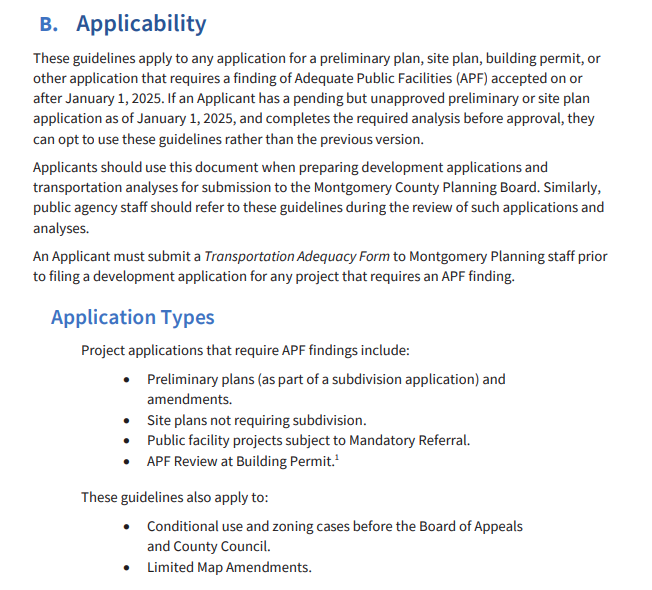 B. Applicability
These guidelines apply to any application for a preliminary plan, site plan, building permit, or
other application that requires a finding of Adequate Public Facilities (APF) accepted on or
after January 1, 2025. If an Applicant has a pending but unapproved preliminary or site plan
application as of January 1, 2025, and completes the required analysis before approval, they
can opt to use these guidelines rather than the previous version.
Applicants should use this document when preparing development applications and
transportation analyses for submission to the Montgomery County Planning Board. Similarly,
public agency staff should refer to these guidelines during the review of such applications and
analyses.
An Applicant must submit a Transportation Adequacy Form to Montgomery Planning staff prior
to filing a development application for any project that requires an APF finding.
Application Types
Project applications that require APF findings include:
• Preliminary plans (as part of a subdivision application) and
amendments.
• Site plans not requiring subdivision.
• Public facility projects subject to Mandatory Referral.
• APF Review at Building Permit.¹
These guidelines also apply to:
• Conditional use and zoning cases before the Board of Appeals
and County Council.
• Limited Map Amendments.